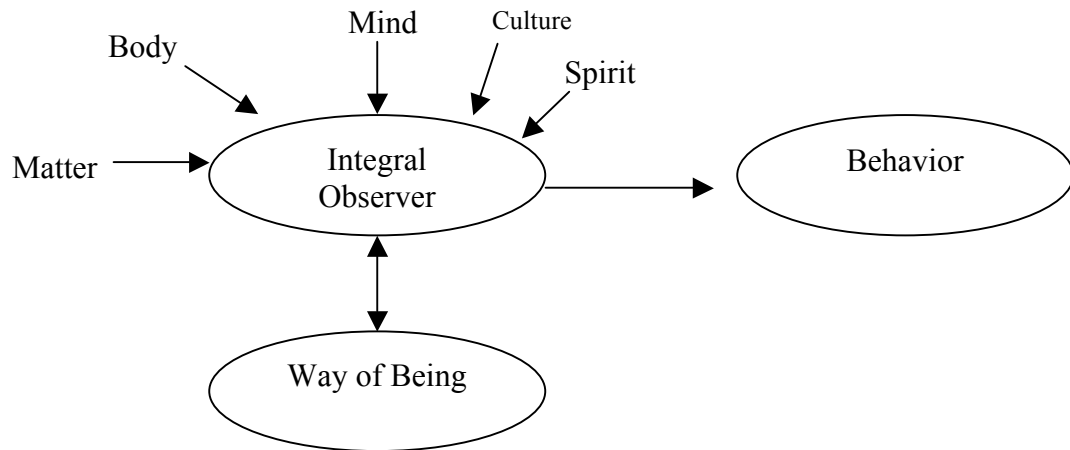 Mind
Culture
Body
Spirit
Matter
Integral
Observer
Behavior
Way of Being